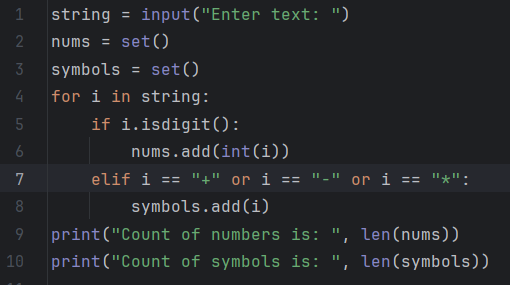 1 string = input("Enter text: ")
2 nums = set()
3 symbols = set()
4 for i in string:
5     if i.isdigit():
6         nums.add(int(i))
7     elif i == "+" or i == "-" or i == "*":
8         symbols.add(i)
9 print("Count of numbers is: ", len(nums))
10 print("Count of symbols is: ", len(symbols))